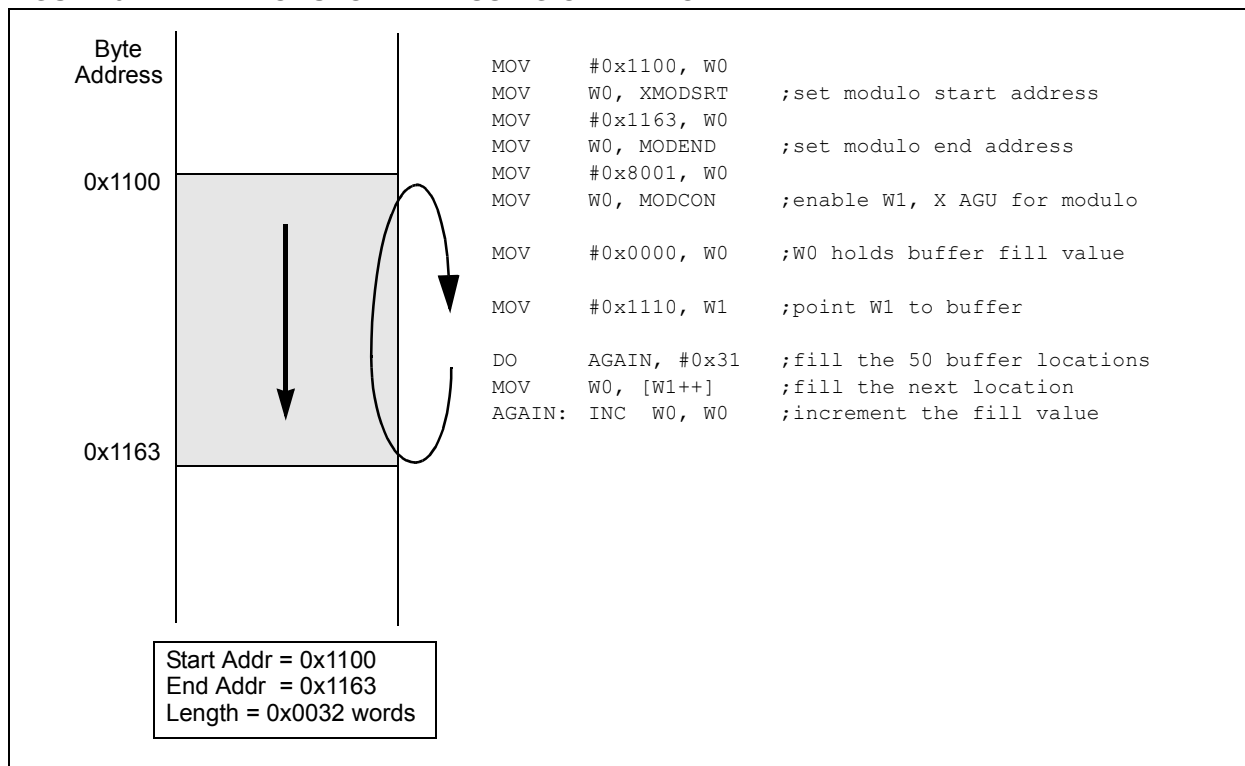 Byte
Address
0x1100
0x1163
MOV #0x1100, W0
MOV W0, XMODSRT ;set modulo start address
MOV #0x1163, W0
MOV W0, MODEND ;set modulo end address
MOV #0x8001, W0
MOV W0, MODCON ;enable W1, X AGU for modulo
MOV #0x0000, W0 ;W0 holds buffer fill value
MOV #0x1110, W1 ;point W1 to buffer
DO AGAIN, #0x31 ;fill the 50 buffer locations
MOV W0, [W1++] ;fill the next location
AGAIN: INC W0, W0 ;increment the fill value
Start Addr = 0x1100
End Addr = 0x1163
Length = 0x0032 words